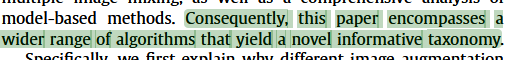 multiple image mixing, as well as a comprehensive analysis of
model-based methods. Consequently, this paper encompasses a
wider range of algorithms that yield a novel informative taxonomy.
Specifically, we first explain why different image augmentation